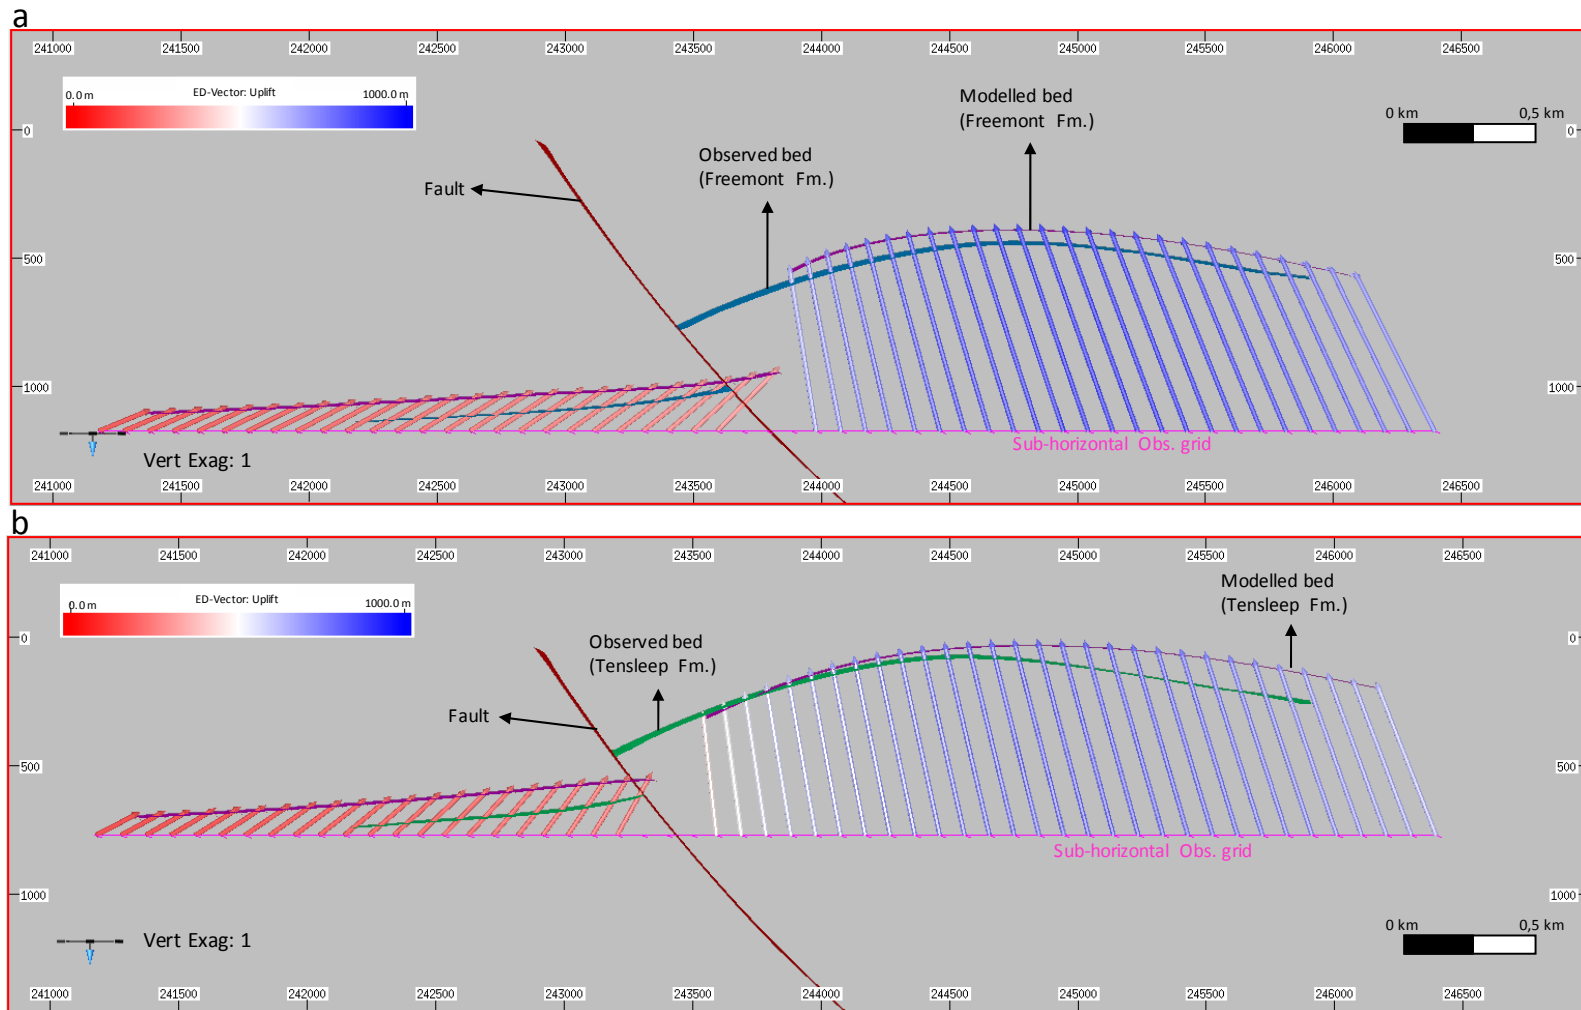 a
241000 241500 242000 242500 243000 243500 244000 244500 245000 245500 246000 246500
0.0 m ED-Vector: Uplift 1000.0 m
Modelled bed
(Freemont Fm.)
0 km 0,5 km
0 0
Observed bed
(Freemont Fm.)
Fault
500 500
1000 1000
Sub-horizontal Obs. grid
Vert Exag: 1
241000 241500 242000 242500 243000 243500 244000 244500 245000 245500 246000 246500
b
241000 241500 242000 242500 243000 243500 244000 244500 245000 245500 246000 246500
0.0 m ED-Vector: Uplift 1000.0 m
Modelled bed
(Tensleep Fm.)
0 0
Observed bed
(Tensleep Fm.)
Fault
500 500
Sub-horizontal Obs. grid
1000 1000
0 km 0,5 km
Vert Exag: 1
241000 241500 242000 242500 243000 243500 244000 244500 245000 245500 246000 246500